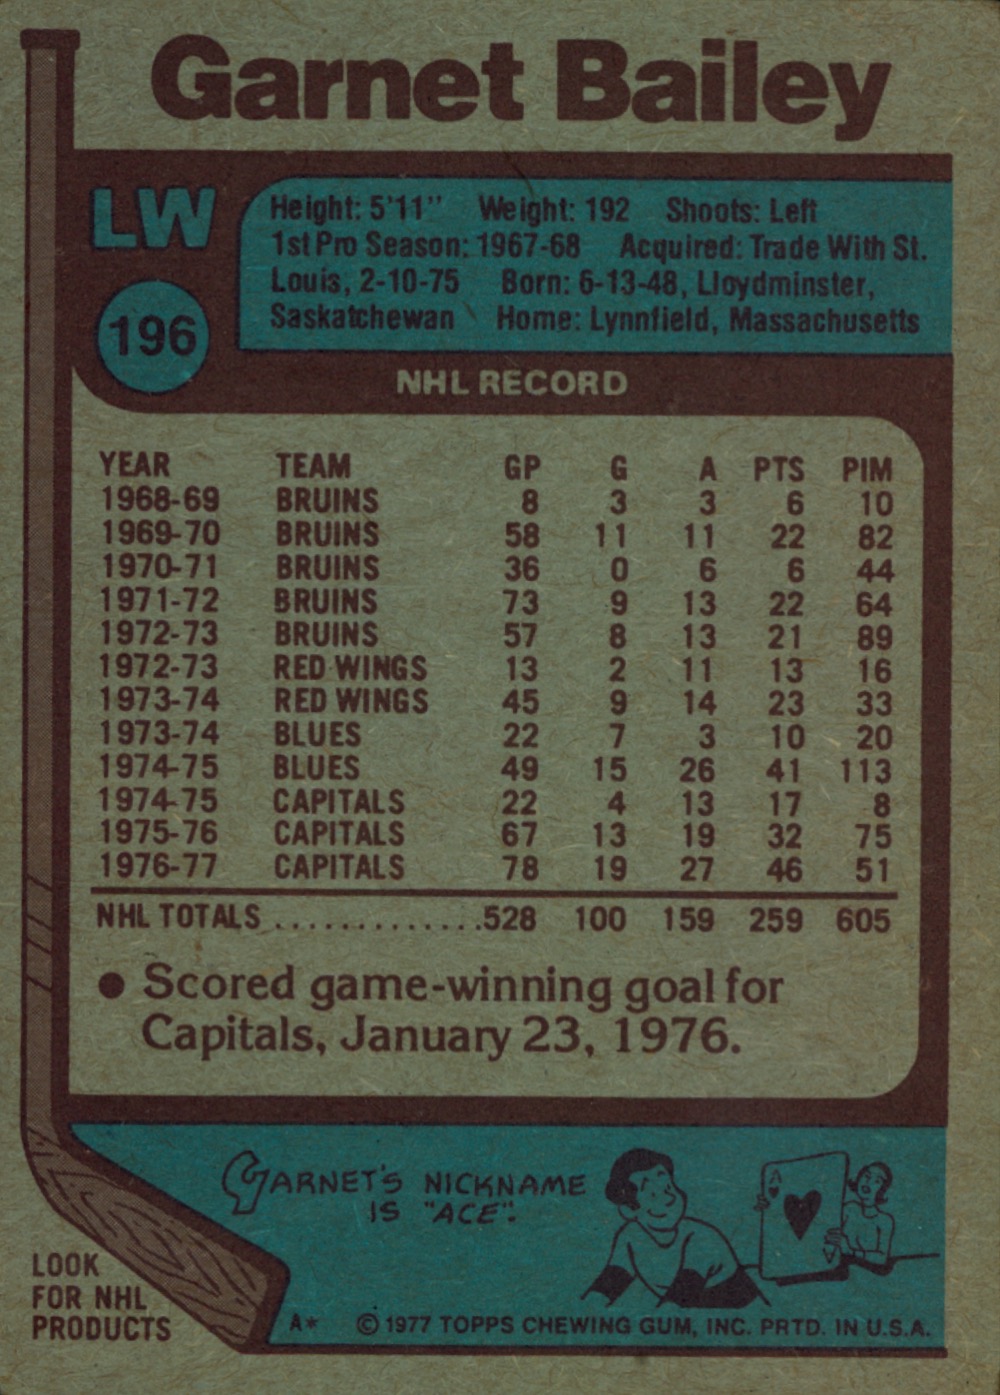 Garnet Bailey
LW
196
Height: 5'11" Weight: 192 Shoots: Left
1st Pro Season: 1967-68 Acquired: Trade With St.
Louis, 2-10-75 Born: 6-13-48, Lloydminster,
Saskatchewan Home: Lynnfield, Massachusetts
NHL RECORD
YEAR TEAM GP G A PTS PIM
1968-69 BRUINS 8 3 3 6 10
1969-70 BRUINS 58 11 11 22 82
1970-71 BRUINS 36 0 6 6 44
1971-72 BRUINS 73 9 13 22 64
1972-73 BRUINS 57 8 13 21 89
1972-73 RED WINGS 13 2 11 13 16
1973-74 RED WINGS 45 9 14 23 33
1973-74 BLUES 22 7 3 10 20
1974-75 BLUES 49 15 26 41 113
1974-75 CAPITALS 22 4 13 17 8
1975-76 CAPITALS 67 13 19 32 75
1976-77 CAPITALS 78 19 27 46 51
NHL TOTALS .............528 100 159 259 605
● Scored game-winning goal for
Capitals, January 23, 1976.
GARNET'S NICKNAME
IS "ACE".
A
LOOK
FOR NHL
PRODUCTS
A* © 1977 TOPPS CHEWING GUM, INC. PRTD. IN U.S.A.